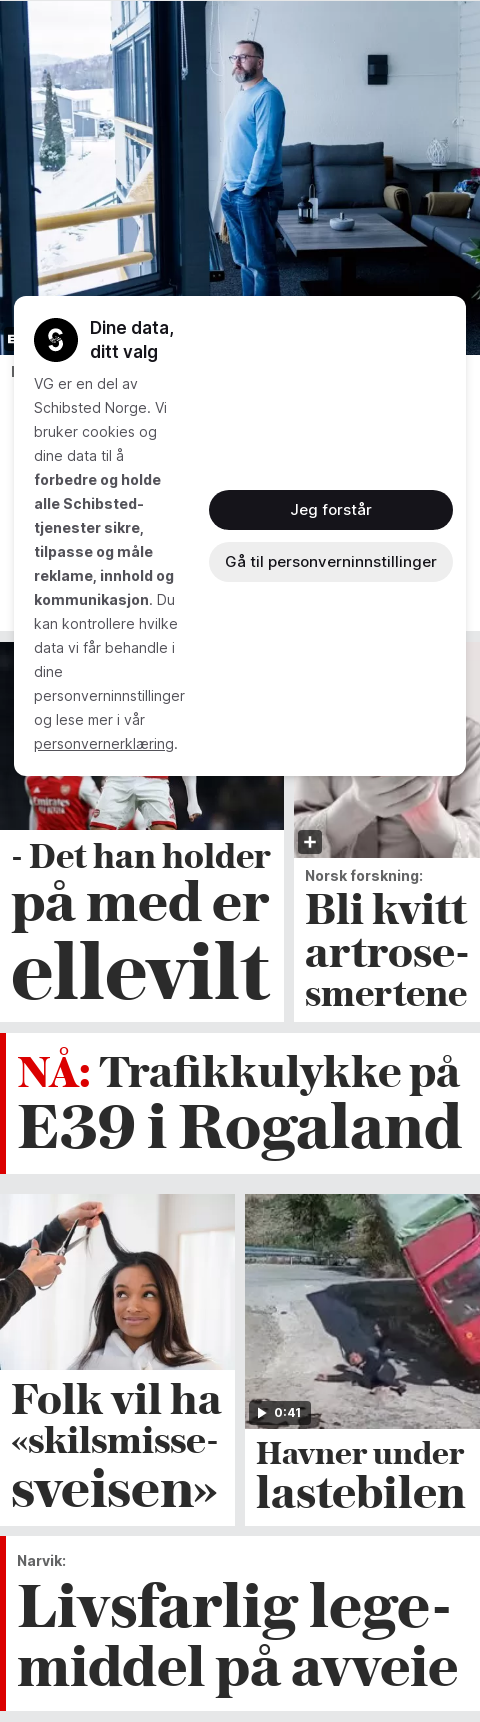 Dine data,
ditt valg
VG er en del av
Schibsted Norge. Vi
bruker cookies og
dine data til å
forbedre og holde
alle Schibsted-
tjenester sikre,
tilpasse og måle
reklame, innhold og
kommunikasjon. Du
kan kontrollere hvilke
data vi får behandle i
dine
personverninnstillinger
og lese mer i vår
personvernerklæring.
Jeg forstår
Gå til personverninnstillinger
- Det han holder
på med er
ellevilt
Norsk forskning:
Bli kvitt
artrose-
smertene
NÅ: Trafikkulykke på
E39 i Rogaland
Folk vil ha
«skilsmisse-
sveisen»
0:41
Havner under
lastebilen
Narvik:
Livsfarlig lege-
middel på avveie